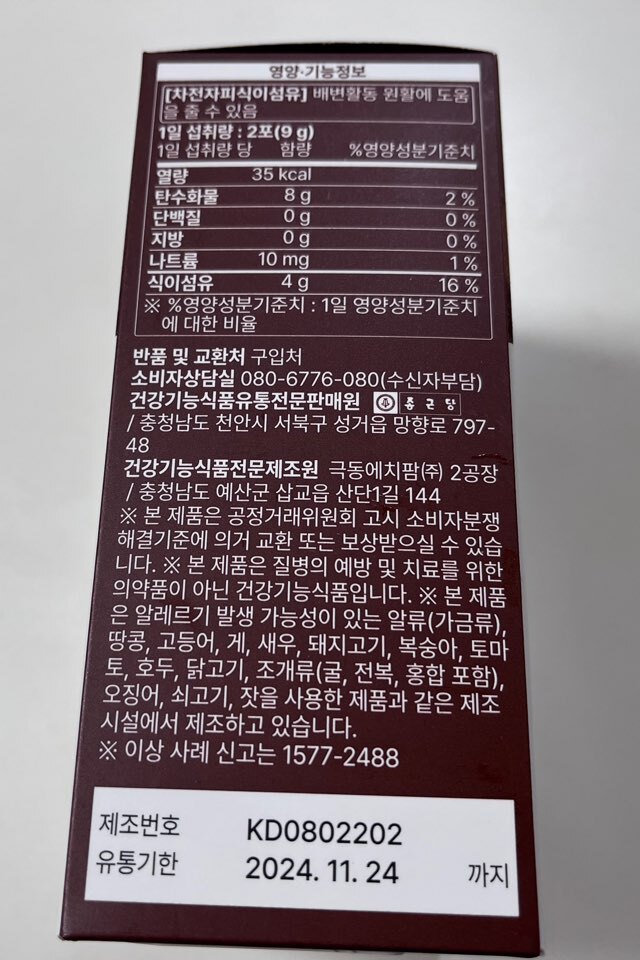 영양·기능정보
[차전자피식이섬유] 배변활동 원활에 도움
을 줄 수 있음
1일 섭취량 : 2포(9 g)
1일 섭취량 당 함량 %영양성분기준치
열량 35 kcal
탄수화물 8 g 2 %
단백질 0 g 0 %
지방 0 g 0 %
나트륨 10 mg 1 %
식이섬유 4 g 16 %
※ %영양성분기준치 : 1일 영양성분기준치
에 대한 비율
반품 및 교환처 구입처
소비자상담실 080-6776-080(수신자부담)
건강기능식품유통전문판매원 종근당
/ 충청남도 천안시 서북구 성거읍 망향로 797-
48
건강기능식품전문제조원 극동에치팜(주) 2공장
/ 충청남도 예산군 삽교읍 산단1길 144
※ 본 제품은 공정거래위원회 고시 소비자분쟁
해결기준에 의거 교환 또는 보상받으실 수 있습
니다. ※ 본 제품은 질병의 예방 및 치료를 위한
의약품이 아닌 건강기능식품입니다. ※ 본 제품
은 알레르기 발생 가능성이 있는 알류(가금류),
땅콩, 고등어, 게, 새우, 돼지고기, 복숭아, 토마
토, 호두, 닭고기, 조개류(굴, 전복, 홍합 포함),
오징어, 쇠고기, 잣을 사용한 제품과 같은 제조
시설에서 제조하고 있습니다.
※ 이상 사례 신고는 1577-2488
제조번호 KD0802202
유통기한 2024. 11. 24 까지